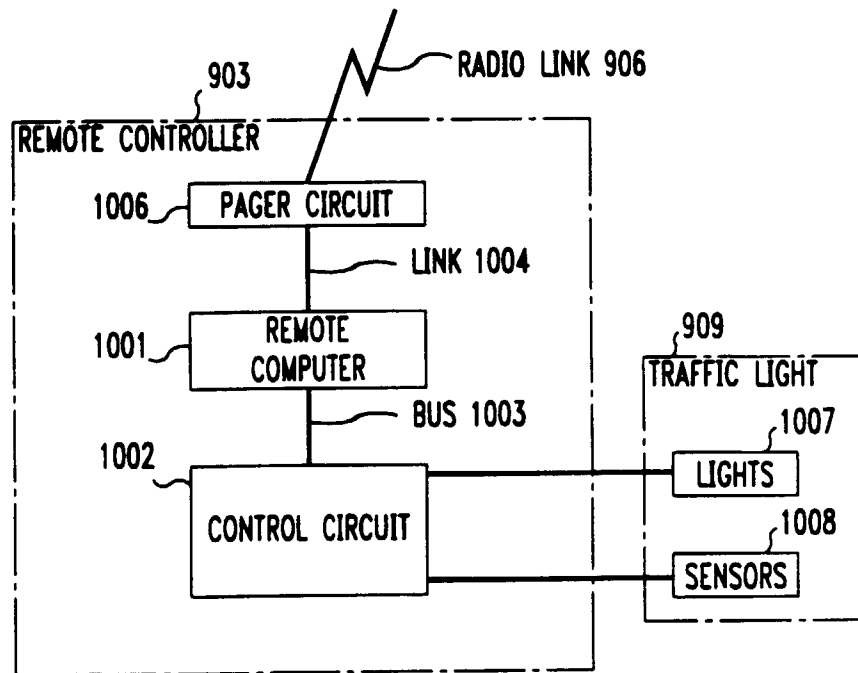 903
RADIO LINK 906
REMOTE CONTROLLER
1006
PAGER CIRCUIT
LINK 1004
1001
REMOTE
COMPUTER
909
TRAFFIC LIGHT
BUS 1003
1002
1007
LIGHTS
CONTROL CIRCUIT
1008
SENSORS